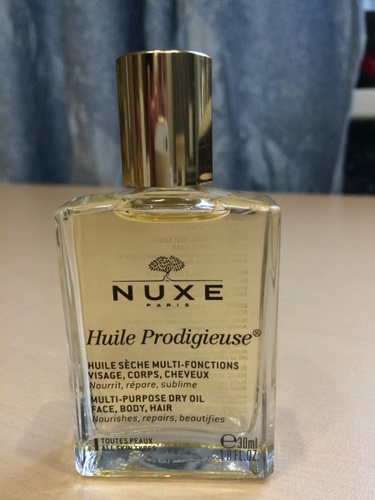 NUXE
PARIS
Huile Prodigieuse®
HUILE SÈCHE MULTI-FONCTIONS
VISAGE, CORPS, CHEVEUX
Nourrit, répare, sublime
MULTI-PURPOSE DRY OIL
FACE, BODY, HAIR
Nourishes, repairs, beautifies
TOUTES PEAUX
ALL SKIN TYPES
℮30ml
1.0 FL.OZ.